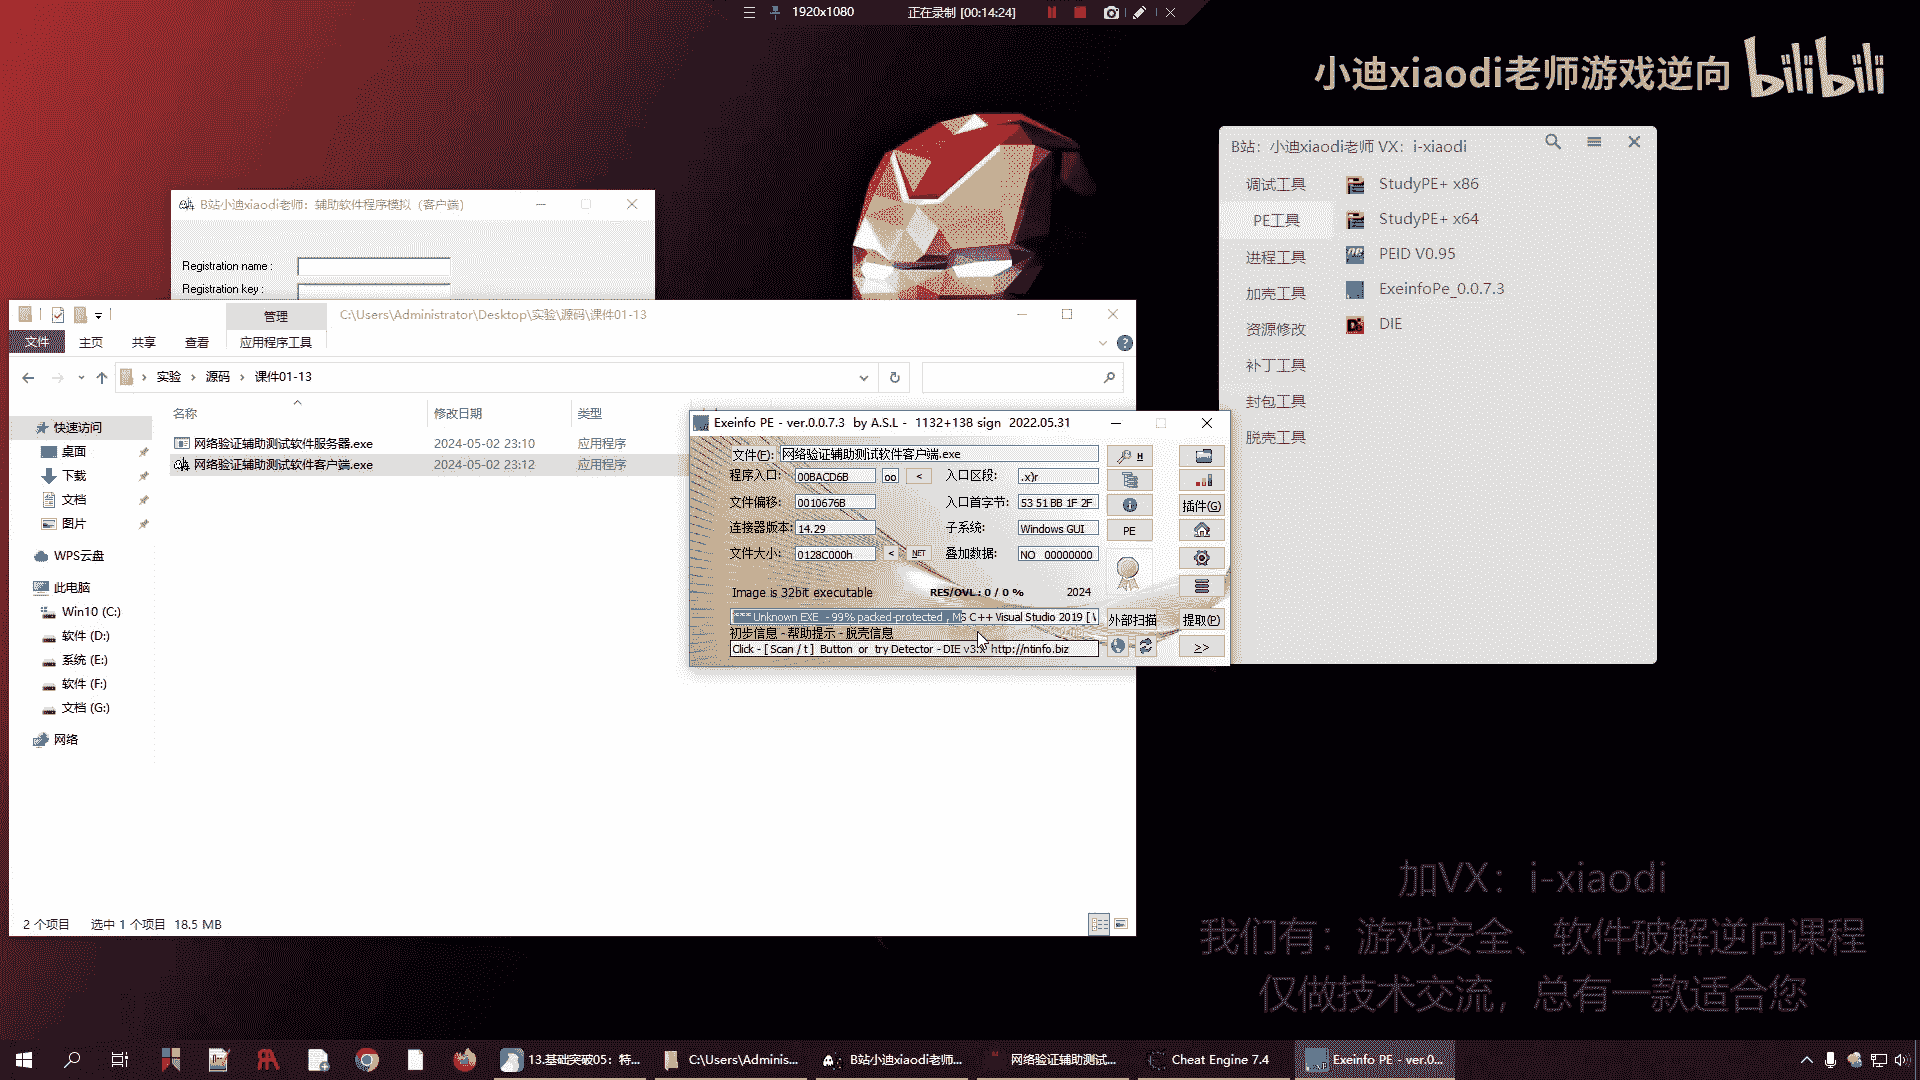 1920x1080
正在录制 [00:14:24]
小迪xiaodi老师游戏逆向 bilibili
B站小迪xiaodi老师：辅助软件程序模拟（客户端）
Registration name :
Registration key :
B站：小迪xiaodi老师 VX：i-xiaodi
调试工具
PE工具
进程工具
加壳工具
资源修改
补丁工具
封包工具
脱壳工具
StudyPE+ x86
StudyPE+ x64
PEID V0.95
ExeinfoPe_0.0.7.3
DIE
管理
C:\Users\Administrator\Desktop\实验\源码\课件01-13
文件 主页 共享 查看 应用程序工具
实验 › 源码 › 课件01-13
名称 修改日期 类型
网络验证辅助测试软件服务器.exe 2024-05-02 23:10 应用程序
网络验证辅助测试软件客户端.exe 2024-05-02 23:12 应用程序
快速访问
桌面
下载
文档
图片
WPS云盘
此电脑
Win10 (C:)
软件 (D:)
系统 (E:)
软件 (F:)
文档 (G:)
网络
2 个项目 选中 1 个项目 18.5 MB
Exeinfo PE - ver.0.0.7.3 by A.S.L - 1132+138 sign 2022.05.31
文件(F): 网络验证辅助测试软件客户端.exe H
程序入口: 00BACD6B oo < 入口区段: .x)r
文件偏移: 0010676B 入口首字节: 53 51 BB 1F 2F 插件(G)
连接器版本: 14.29 子系统: Windows GUI PE
文件大小: 0128C000h < NET 叠加数据: NO 00000000
Image is 32bit executable RES/OVL : 0 / 0 % 2024
*** Unknown EXE - 99% packed-protected , MS C++ Visual Studio 2019 [ 外部扫描 提取(P)
初步信息 - 帮助提示 - 脱壳信息
Click - [ Scan / t ] Button or try Detector - DIE v3 http://ntinfo.biz >>
加VX：i-xiaodi
我们有：游戏安全、软件破解逆向课程
仅做技术交流，总有一款适合您
13.基础突破05：特...
C:\Users\Adminis...
B站小迪xiaodi老师...
网络验证辅助测试...
Cheat Engine 7.4
Exeinfo PE - ver.0...